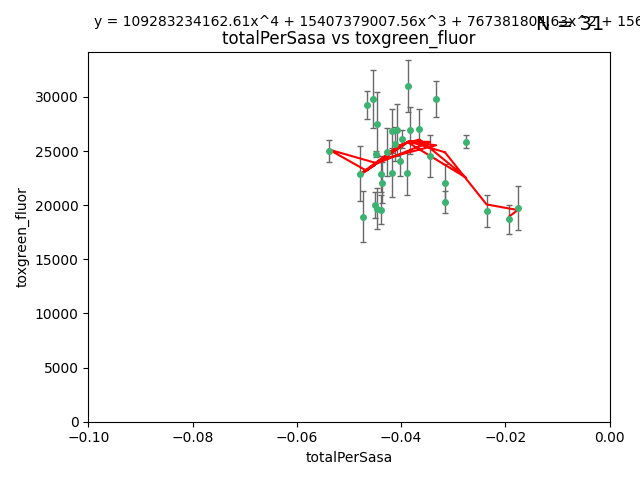 y = 109283234162.61x^4 + 15407379007.56x^3 + 
N = 31
totalPerSasa vs toxgreen_fluor
30000
25000
20000
15000
10000
5000
0
toxgreen_fluor
−0.10 −0.08 −0.06 −0.04 −0.02 0.00
totalPerSasa